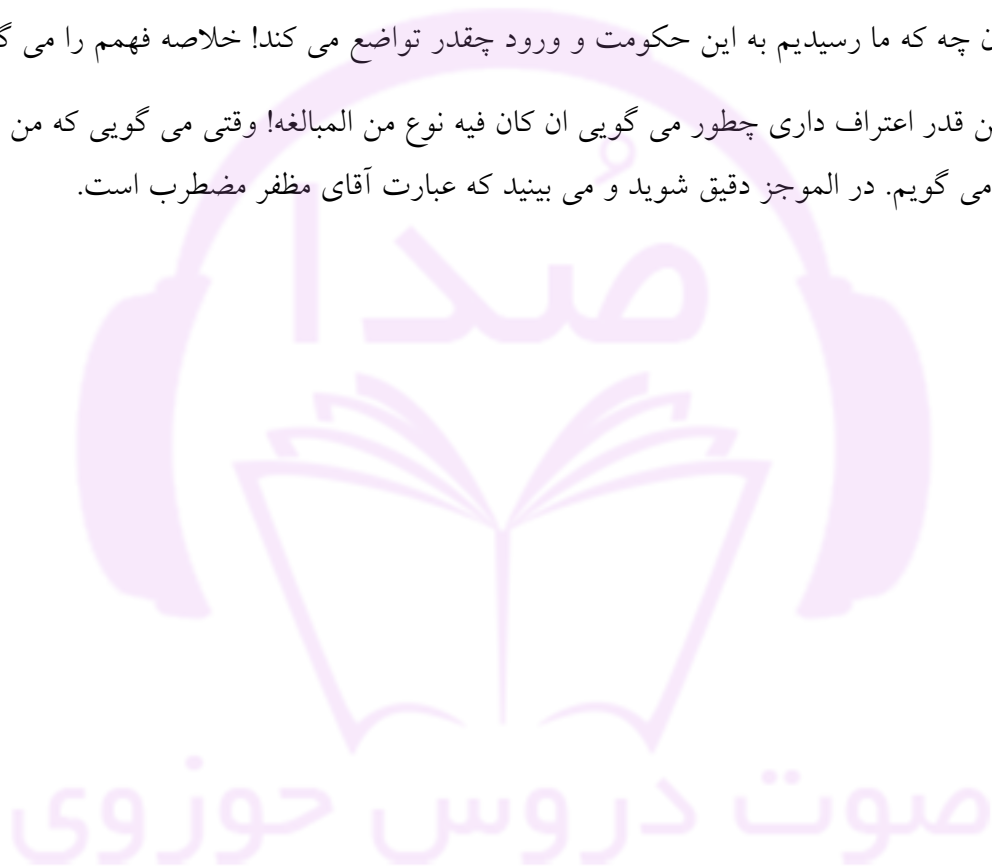 چه که ما رسیدیم به این حکومت و ورود چقدر تواضع می کند! خلاصه فهمم را می
قدر اعتراف داری چطور می گویی ان کان فیه نوع من المبالغه! وقتی می گویی که من
می گویم. در الموجز دقیق شوید و می بینید که عبارت آقای مظفر مضطرب است.
صدا
صوت دروس حوزوی